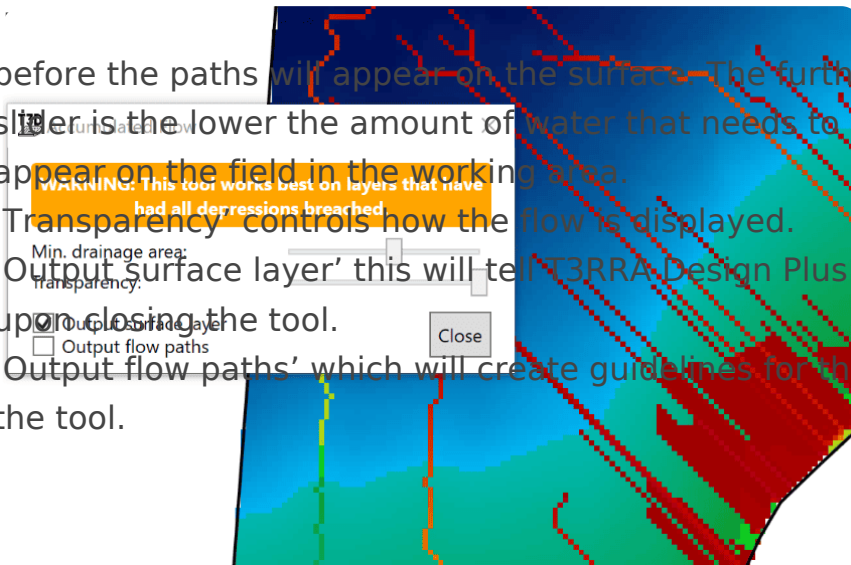 before the paths will appear on the surface. The furth
slider is the lower the amount of water that needs to
T3D
Accumulated Flow
appear on the field in the working area.
WARNING: This tool works best on layers that have
had all depressions breached.
Transparency’ controls how the flow is displayed.
Min. drainage area:
Output surface layer’ this will tell T3RRA Design Plus
Transparency:
upon closing the tool.
Output surface layer
Close
Output flow paths
Output flow paths’ which will create guidelines for th
the tool.